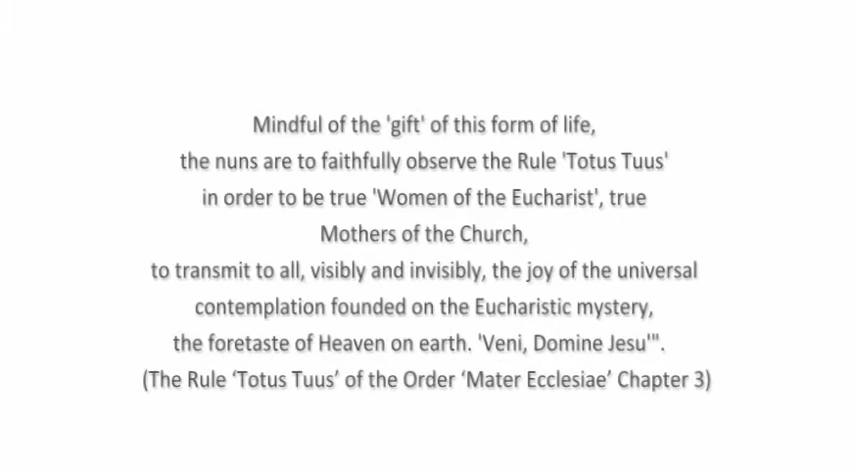 Mindful of the 'gift' of this form of life,
the nuns are to faithfully observe the Rule 'Totus Tuus'
in order to be true 'Women of the Eucharist', true
Mothers of the Church,
to transmit to all, visibly and invisibly, the joy of the universal
contemplation founded on the Eucharistic mystery,
the foretaste of Heaven on earth. 'Veni, Domine Jesu'".
(The Rule ‘Totus Tuus’ of the Order ‘Mater Ecclesiae’ Chapter 3)